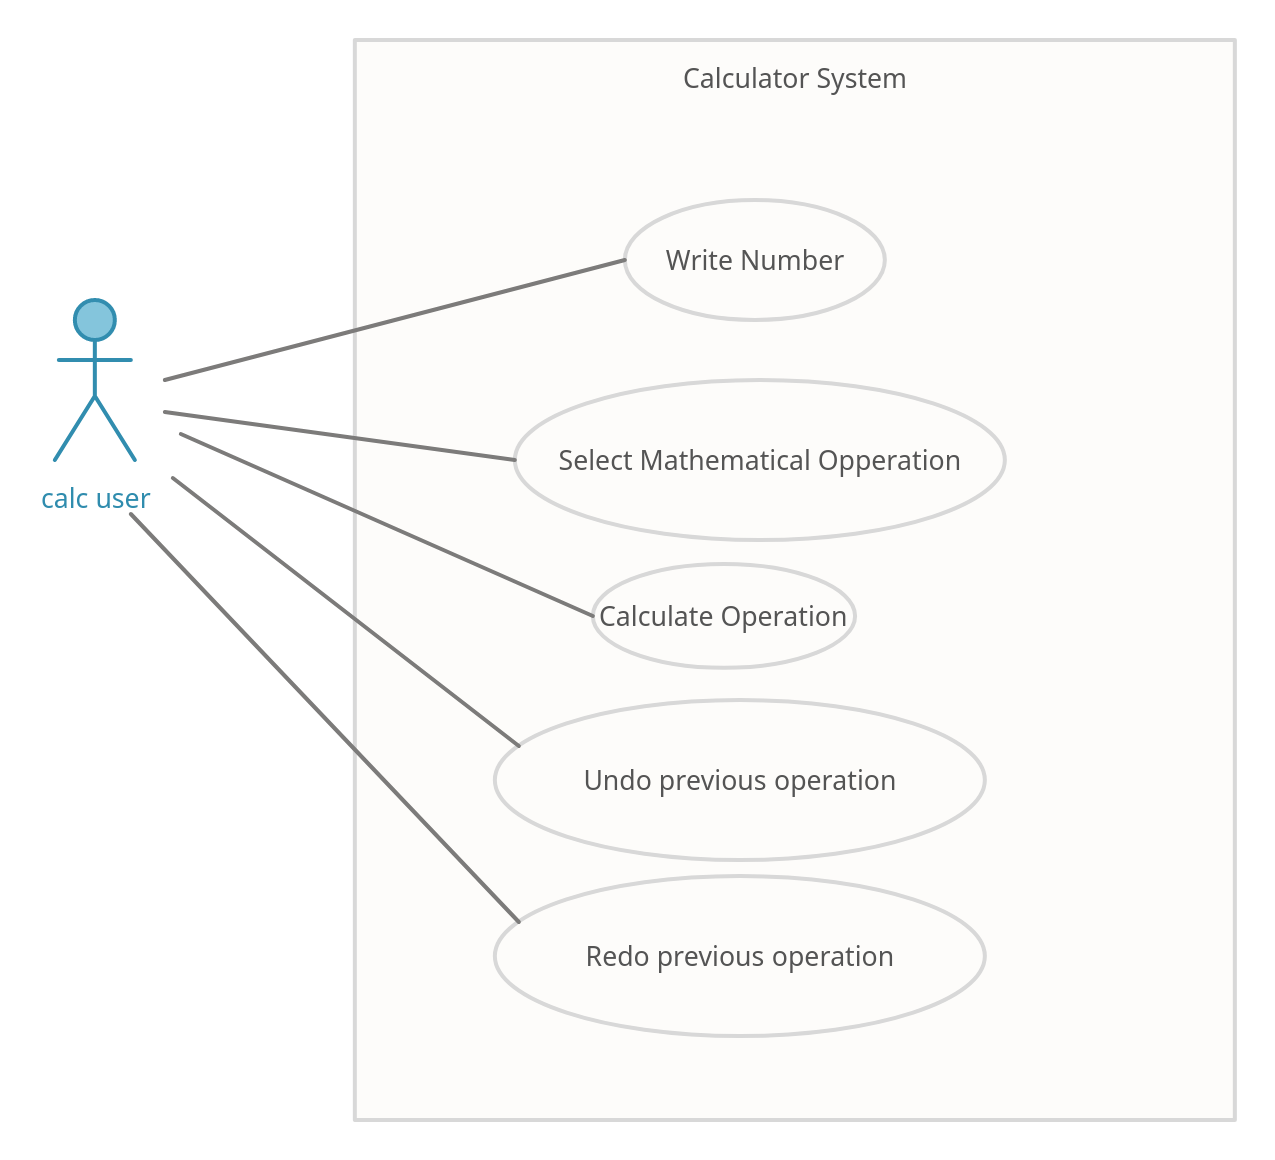 Calculator System
Write Number
Select Mathematical Opperation
calc user
Calculate Operation
Undo previous operation
Redo previous operation